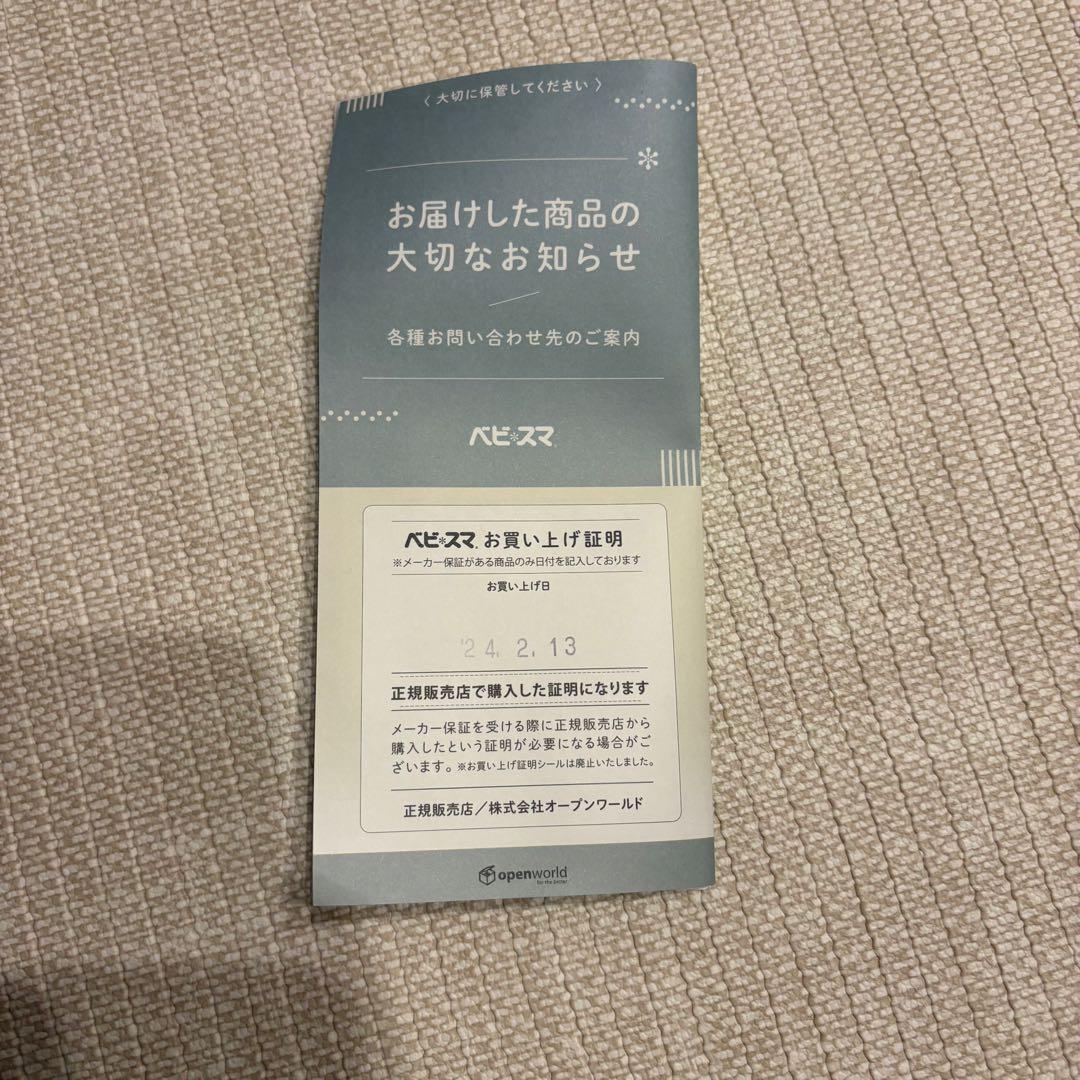 〈 大切に保管してください 〉
お届けした商品の
大切なお知らせ
各種お問い合わせ先のご案内
ベビ*スマ
ベビ*スマ. お買い上げ証明
※メーカー保証がある商品のみ日付を記入しております
お買い上げ日
'24. 2. 13
正規販売店で購入した証明になります
メーカー保証を受ける際に正規販売店から
購入したという証明が必要になる場合がご
ざいます。※お買い上げ証明シールは廃止いたしました。
正規販売店／株式会社オープンワールド
openworld
for the better